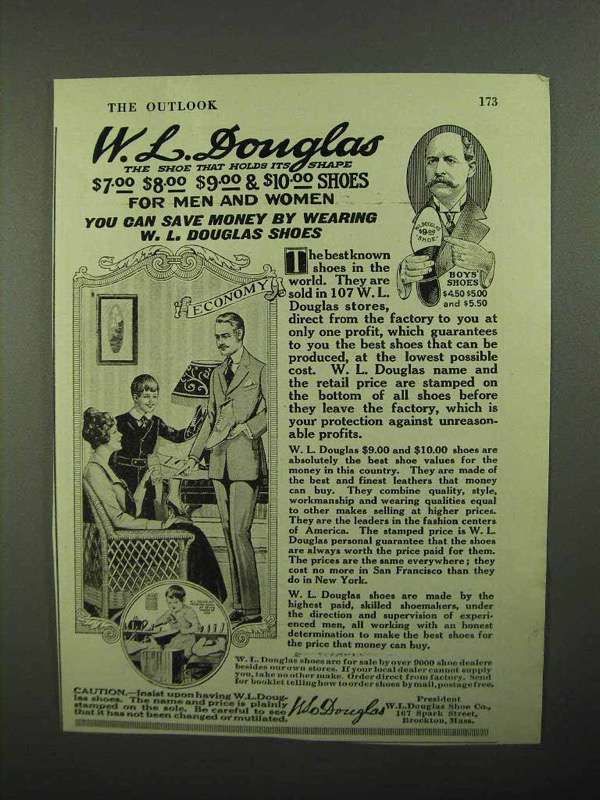 THE OUTLOOK 173
W. L. Douglas
THE SHOE THAT HOLDS ITS SHAPE
$7.00 $8.00 $9.00 & $10.00 SHOES
FOR MEN AND WOMEN
YOU CAN SAVE MONEY BY WEARING
W. L. DOUGLAS SHOES
$9.00
SHOE
BOYS'
SHOES
$4.50 $5.00
and $5.50
ECONOMY
The best known
shoes in the
world. They are
sold in 107 W. L.
Douglas stores,
direct from the factory to you at
only one profit, which guarantees
to you the best shoes that can be
produced, at the lowest possible
cost. W. L. Douglas name and
the retail price are stamped on
the bottom of all shoes before
they leave the factory, which is
your protection against unreason-
able profits.
W. L. Douglas $9.00 and $10.00 shoes are
absolutely the best shoe values for the
money in this country. They are made of
the best and finest leathers that money
can buy. They combine quality, style,
workmanship and wearing qualities equal
to other makes selling at higher prices.
They are the leaders in the fashion centers
of America. The stamped price is W. L.
Douglas personal guarantee that the shoes
are always worth the price paid for them.
The prices are the same everywhere; they
cost no more in San Francisco than they
do in New York.
W. L. Douglas shoes are made by the
highest paid, skilled shoemakers, under
the direction and supervision of experi-
enced men, all working with an honest
determination to make the best shoes for
the price that money can buy.
W. L. Douglas shoes are for sale by over 9000 shoe dealers
besides our own stores. If your local dealer cannot supply
you, take no other make. Order direct from factory. Send
for booklet telling how to order shoes by mail, postage free.
CAUTION.—Insist upon having W.L.Doug-
las shoes. The name and price is plainly
stamped on the sole. Be careful to see
that it has not been changed or mutilated.
W. L. Douglas
President
W.L.Douglas Shoe Co.,
167 Spark Street,
Brockton, Mass.